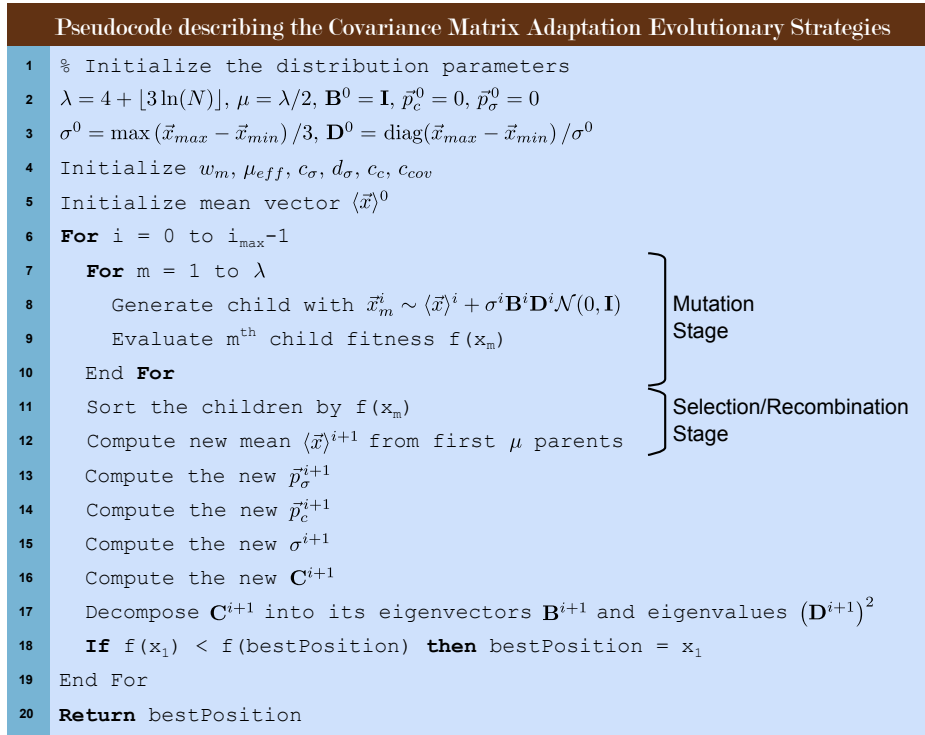 Pseudocode describing the Covariance Matrix Adaptation Evolutionary Strategies
1 % Initialize the distribution parameters
2 λ = 4 + ⌊3 ln(N)⌋, μ = λ/2, B⁰ = I, p⃗_c⁰ = 0, p⃗_σ⁰ = 0
3 σ⁰ = max (x⃗_max − x⃗_min) /3, D⁰ = diag(x⃗_max − x⃗_min) /σ⁰
4 Initialize w_m, μ_eff, c_σ, d_σ, c_c, c_cov
5 Initialize mean vector ⟨x⃗⟩⁰
6 For i = 0 to i_max-1
7 For m = 1 to λ
8 Generate child with x⃗_m^i ∼ ⟨x⃗⟩^i + σ^i B^i D^i N(0, I)
9 Evaluate m^th child fitness f(x_m)
10 End For
Mutation
Stage
11 Sort the children by f(x_m)
12 Compute new mean ⟨x⃗⟩^{i+1} from first μ parents
Selection/Recombination
Stage
13 Compute the new p⃗_σ^{i+1}
14 Compute the new p⃗_c^{i+1}
15 Compute the new σ^{i+1}
16 Compute the new C^{i+1}
17 Decompose C^{i+1} into its eigenvectors B^{i+1} and eigenvalues (D^{i+1})²
18 If f(x_1) < f(bestPosition) then bestPosition = x_1
19 End For
20 Return bestPosition